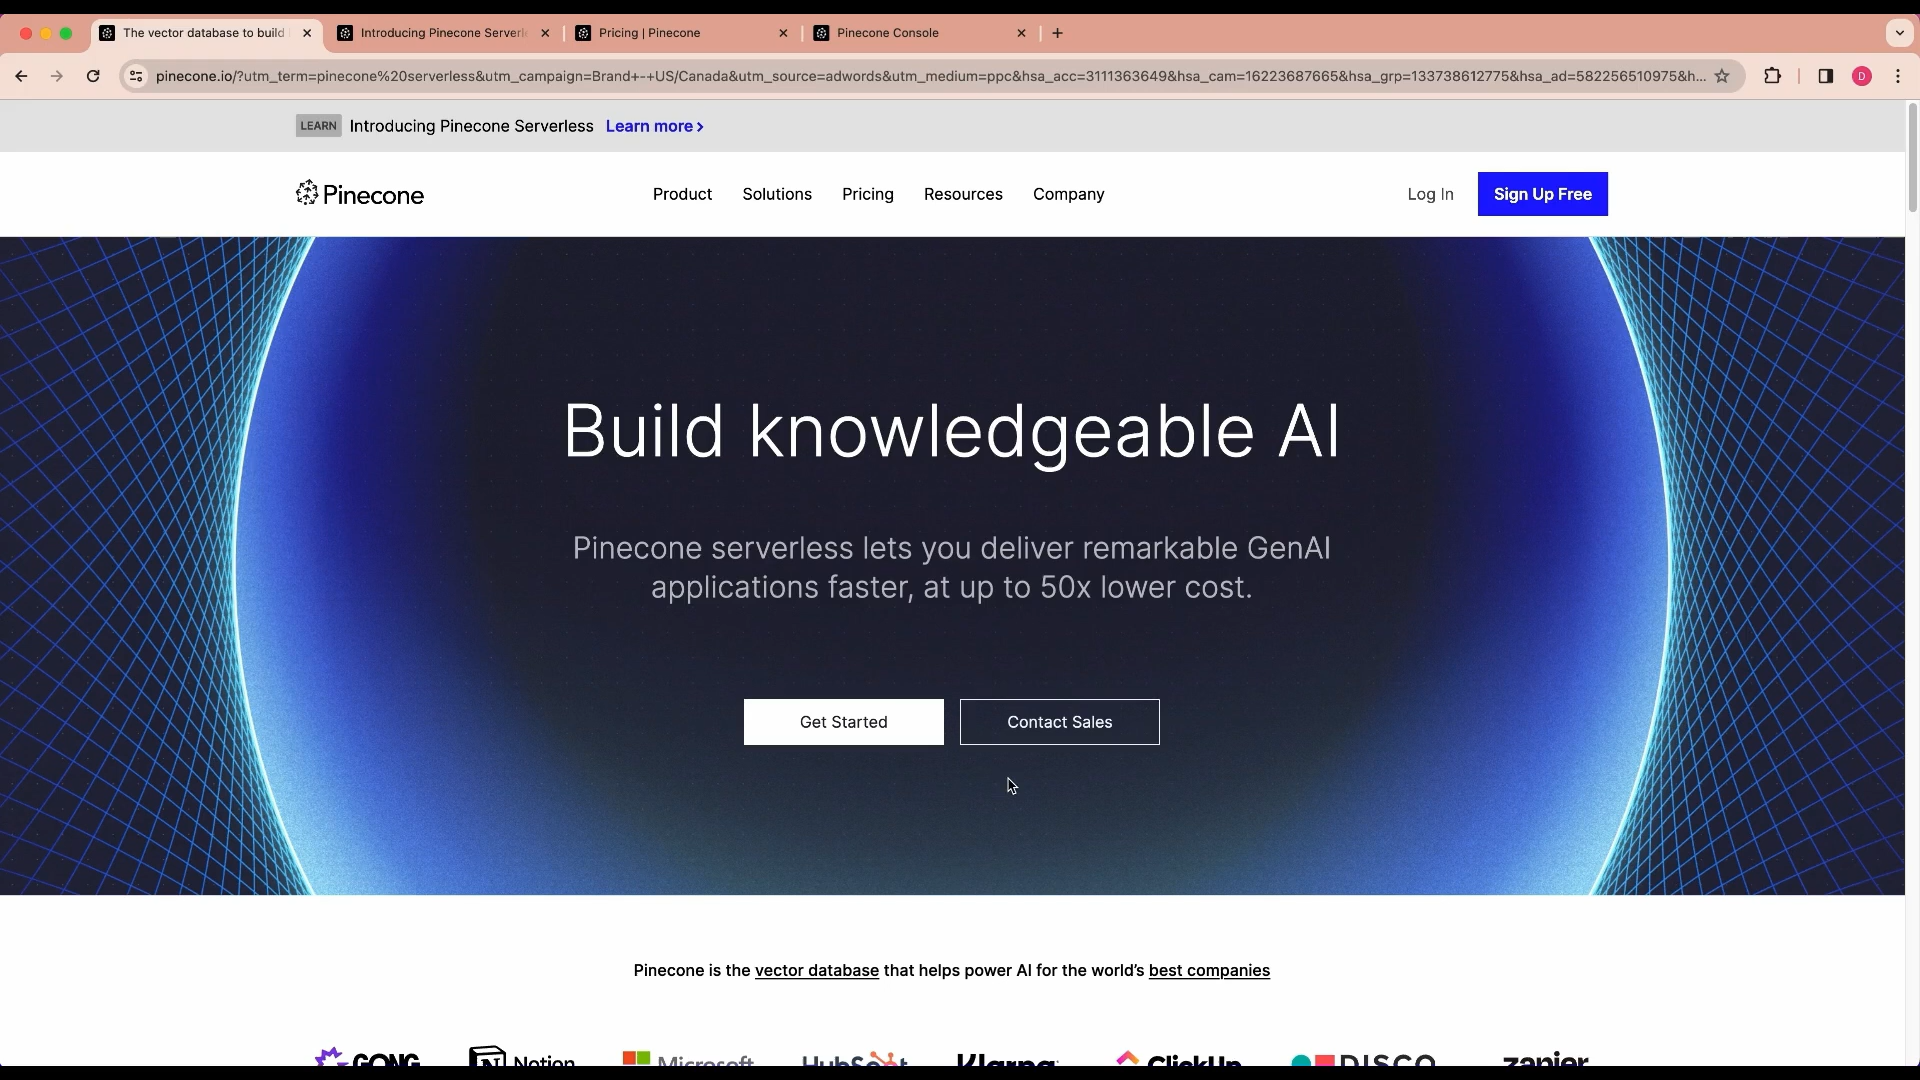 The vector database to build
Introducing Pinecone Serverl
Pricing | Pinecone
Pinecone Console
pinecone.io/?utm_term=pinecone%20serverless&utm_campaign=Brand+-+US/Canada&utm_source=adwords&utm_medium=ppc&hsa_acc=3111363649&hsa_cam=16223687665&hsa_grp=133738612775&hsa_ad=582256510975&h...
D
LEARN Introducing Pinecone Serverless Learn more
Pinecone
Product Solutions Pricing Resources Company
Log In Sign Up Free
Build knowledgeable AI
Pinecone serverless lets you deliver remarkable GenAI
applications faster, at up to 50x lower cost.
Get Started Contact Sales
Pinecone is the vector database that helps power AI for the world's best companies
GONG Notion Microsoft HubSpot Klarna ClickUp DISCO zapier